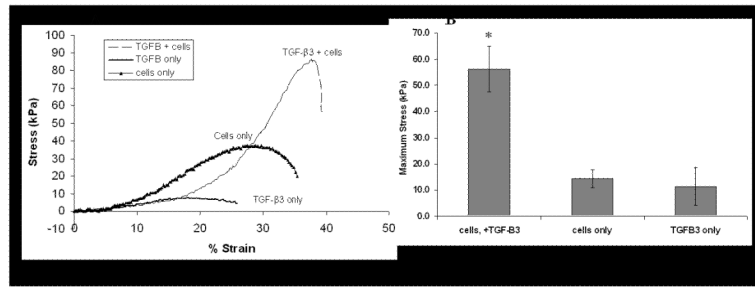 Stress (kPa)
100
90
80
70
60
50
40
30
20
10
0
-10
TGFB + cells
TGFB only
cells only
TGF-β3 + cells
Cells only
TGF-β3 only
0 10 20 30 40 50
% Strain
B
Maximum Stress (kPa)
70.0
60.0
50.0
40.0
30.0
20.0
10.0
0.0
*
cells, +TGF-B3 cells only TGFB3 only